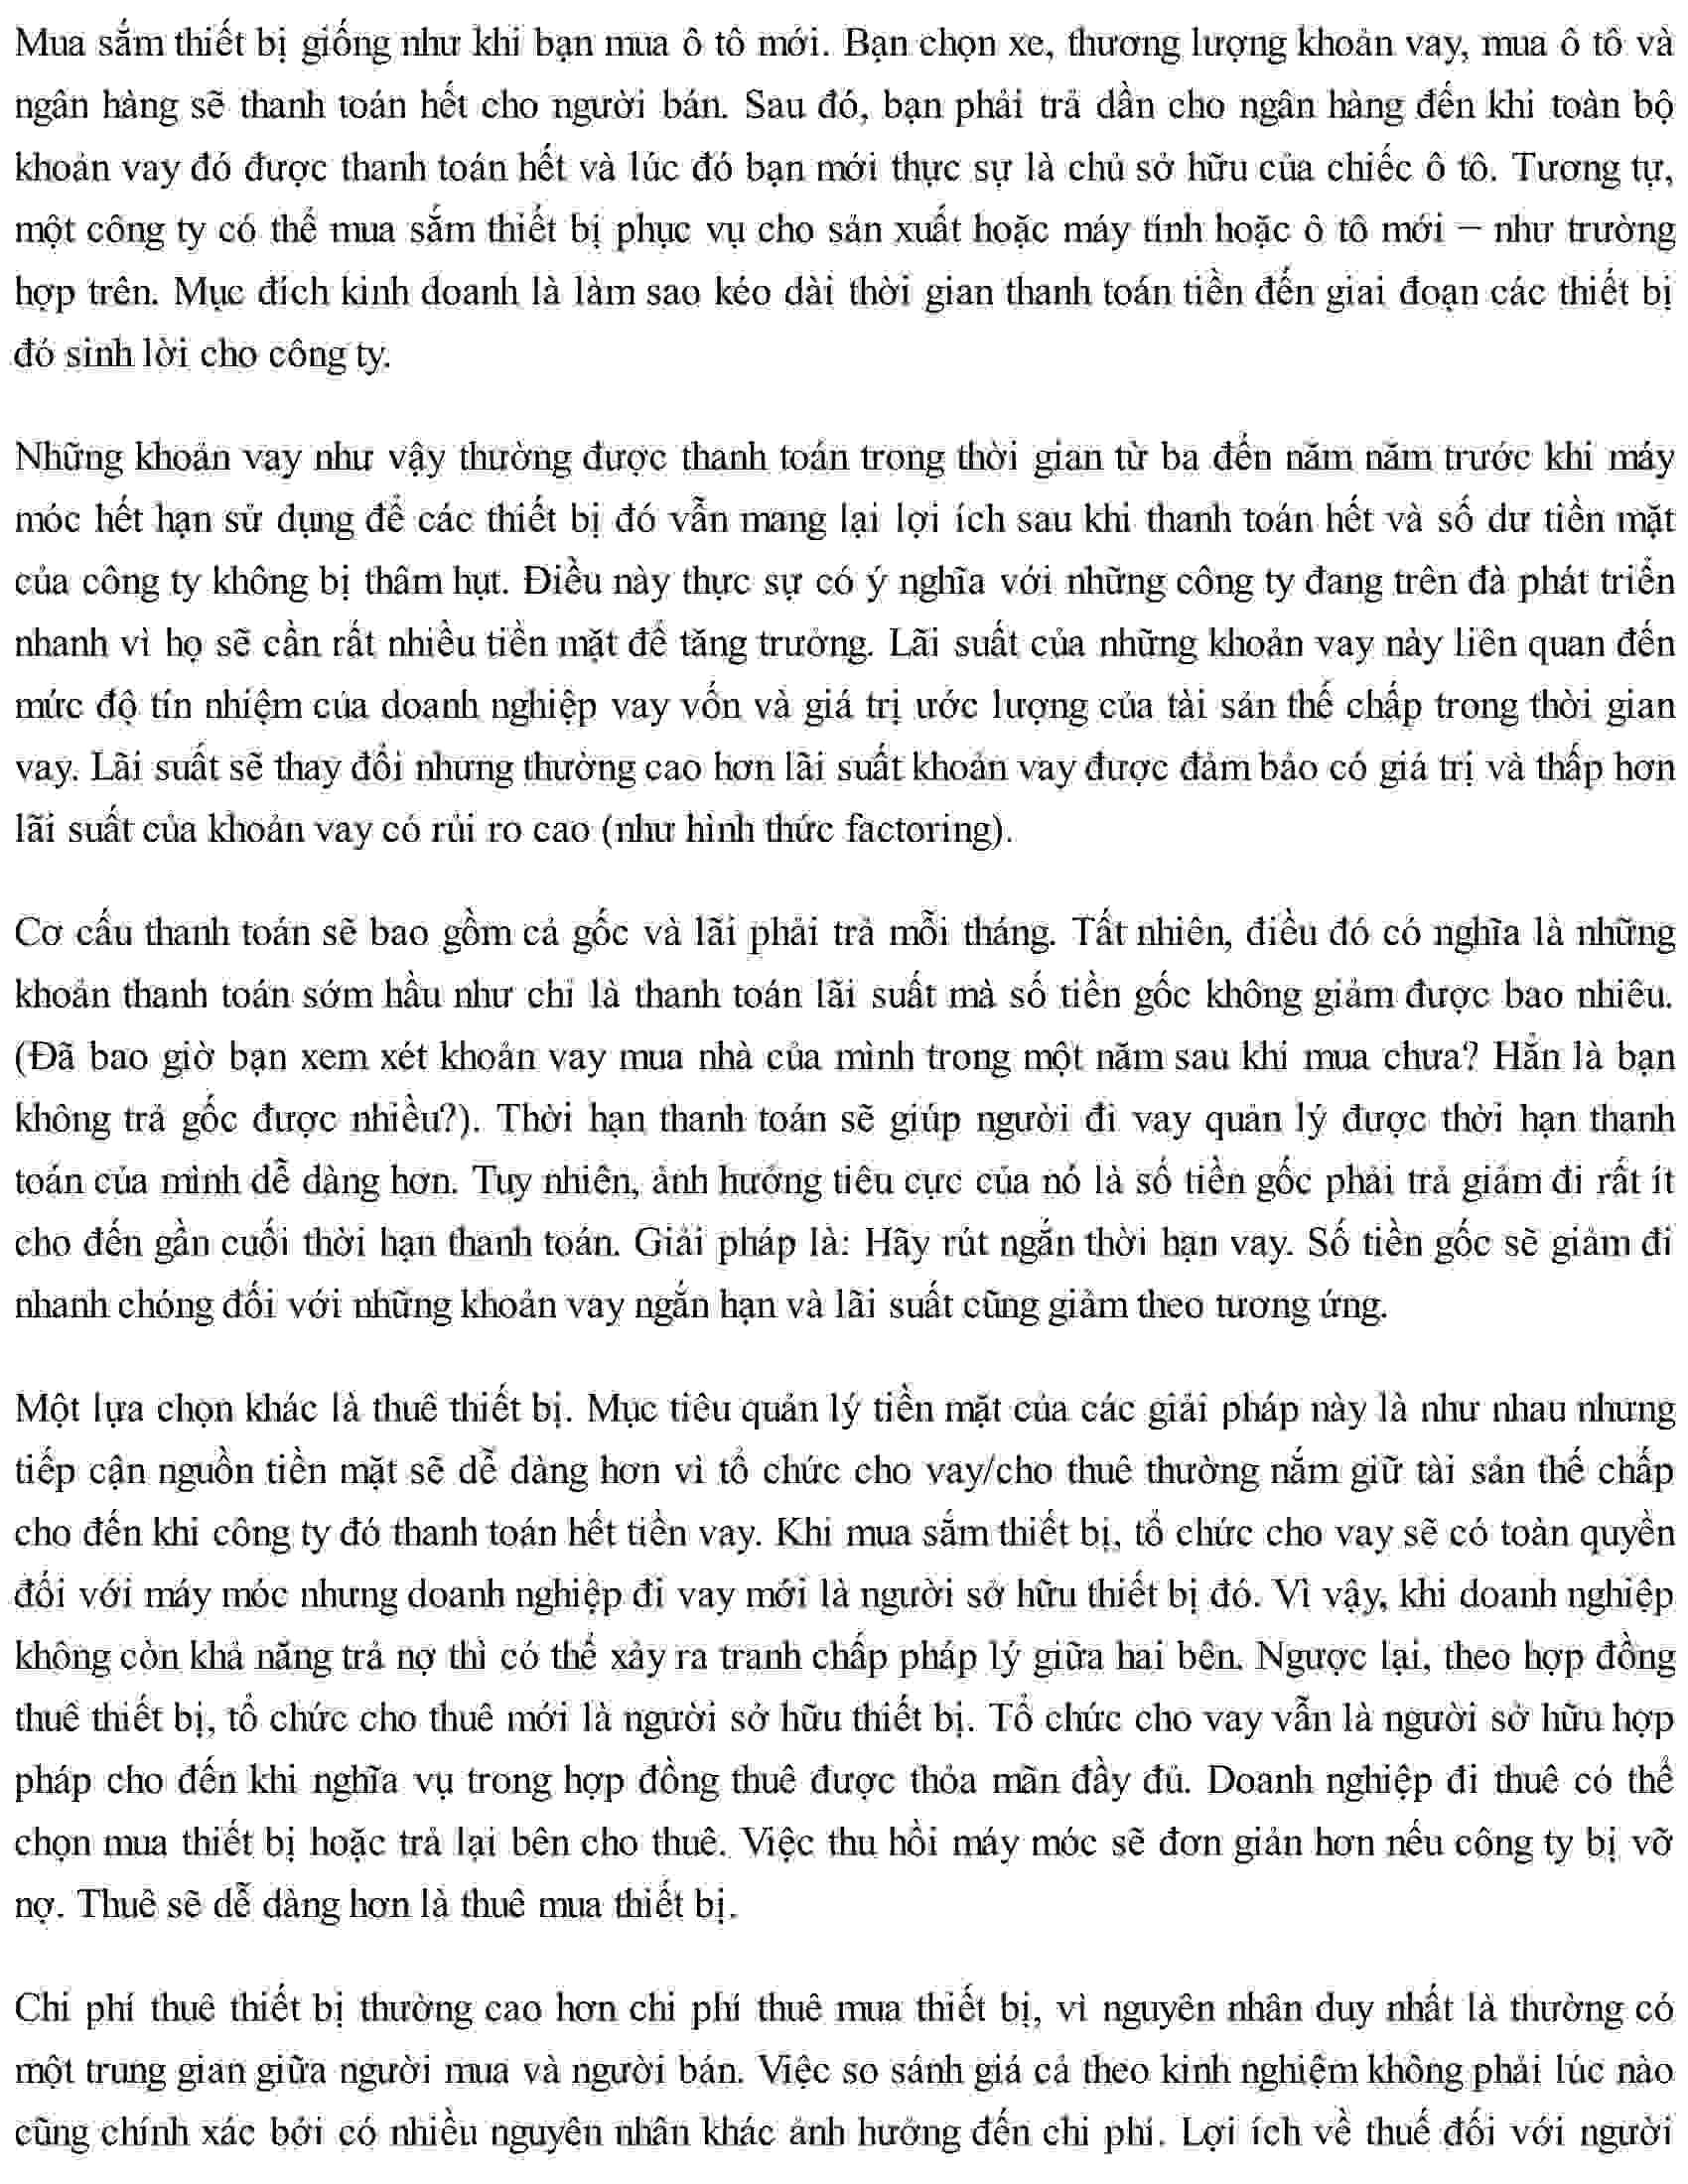 Mua sắm thiết bị giống như khi bạn mua ô tô mới. Bạn chọn xe, thương lượng khoản vay, mua ô tô và
ngân hàng sẽ thanh toán hết cho người bán. Sau đó, bạn phải trả dần cho ngân hàng đến khi toàn bộ
khoản vay đó được thanh toán hết và lúc đó bạn mới thực sự là chủ sở hữu của chiếc ô tô. Tương tự,
một công ty có thể mua sắm thiết bị phục vụ cho sản xuất hoặc máy tính hoặc ô tô mới – như trường
hợp trên. Mục đích kinh doanh là làm sao kéo dài thời gian thanh toán tiền đến giai đoạn các thiết bị
đó sinh lời cho công ty.
Những khoản vay như vậy thường được thanh toán trong thời gian từ ba đến năm năm trước khi máy
móc hết hạn sử dụng để các thiết bị đó vẫn mang lại lợi ích sau khi thanh toán hết và số dư tiền mặt
của công ty không bị thâm hụt. Điều này thực sự có ý nghĩa với những công ty đang trên đà phát triển
nhanh vì họ sẽ cần rất nhiều tiền mặt để tăng trưởng. Lãi suất của những khoản vay này liên quan đến
mức độ tín nhiệm của doanh nghiệp vay vốn và giá trị ước lượng của tài sản thế chấp trong thời gian
vay. Lãi suất sẽ thay đổi nhưng thường cao hơn lãi suất khoản vay được đảm bảo có giá trị và thấp hơn
lãi suất của khoản vay có rủi ro cao (như hình thức factoring).
Cơ cấu thanh toán sẽ bao gồm cả gốc và lãi phải trả mỗi tháng. Tất nhiên, điều đó có nghĩa là những
khoản thanh toán sớm hầu như chỉ là thanh toán lãi suất mà số tiền gốc không giảm được bao nhiêu.
(Đã bao giờ bạn xem xét khoản vay mua nhà của mình trong một năm sau khi mua chưa? Hẳn là bạn
không trả gốc được nhiều?). Thời hạn thanh toán sẽ giúp người đi vay quản lý được thời hạn thanh
toán của mình dễ dàng hơn. Tuy nhiên, ảnh hưởng tiêu cực của nó là số tiền gốc phải trả giảm đi rất ít
cho đến gần cuối thời hạn thanh toán. Giải pháp là: Hãy rút ngắn thời hạn vay. Số tiền gốc sẽ giảm đi
nhanh chóng đối với những khoản vay ngắn hạn và lãi suất cũng giảm theo tương ứng.
Một lựa chọn khác là thuê thiết bị. Mục tiêu quản lý tiền mặt của các giải pháp này là như nhau nhưng
tiếp cận nguồn tiền mặt sẽ dễ dàng hơn vì tổ chức cho vay/cho thuê thường nắm giữ tài sản thế chấp
cho đến khi công ty đó thanh toán hết tiền vay. Khi mua sắm thiết bị, tổ chức cho vay sẽ có toàn quyền
đối với máy móc nhưng doanh nghiệp đi vay mới là người sở hữu thiết bị đó. Vì vậy, khi doanh nghiệp
không còn khả năng trả nợ thì có thể xảy ra tranh chấp pháp lý giữa hai bên. Ngược lại, theo hợp đồng
thuê thiết bị, tổ chức cho thuê mới là người sở hữu thiết bị. Tổ chức cho vay vẫn là người sở hữu hợp
pháp cho đến khi nghĩa vụ trong hợp đồng thuê được thỏa mãn đầy đủ. Doanh nghiệp đi thuê có thể
chọn mua thiết bị hoặc trả lại bên cho thuê. Việc thu hồi máy móc sẽ đơn giản hơn nếu công ty bị vỡ
nợ. Thuê sẽ dễ dàng hơn là thuê mua thiết bị.
Chi phí thuê thiết bị thường cao hơn chi phí thuê mua thiết bị, vì nguyên nhân duy nhất là thường có
một trung gian giữa người mua và người bán. Việc so sánh giá cả theo kinh nghiệm không phải lúc nào
cũng chính xác bởi có nhiều nguyên nhân khác ảnh hưởng đến chi phí. Lợi ích về thuế đối với người